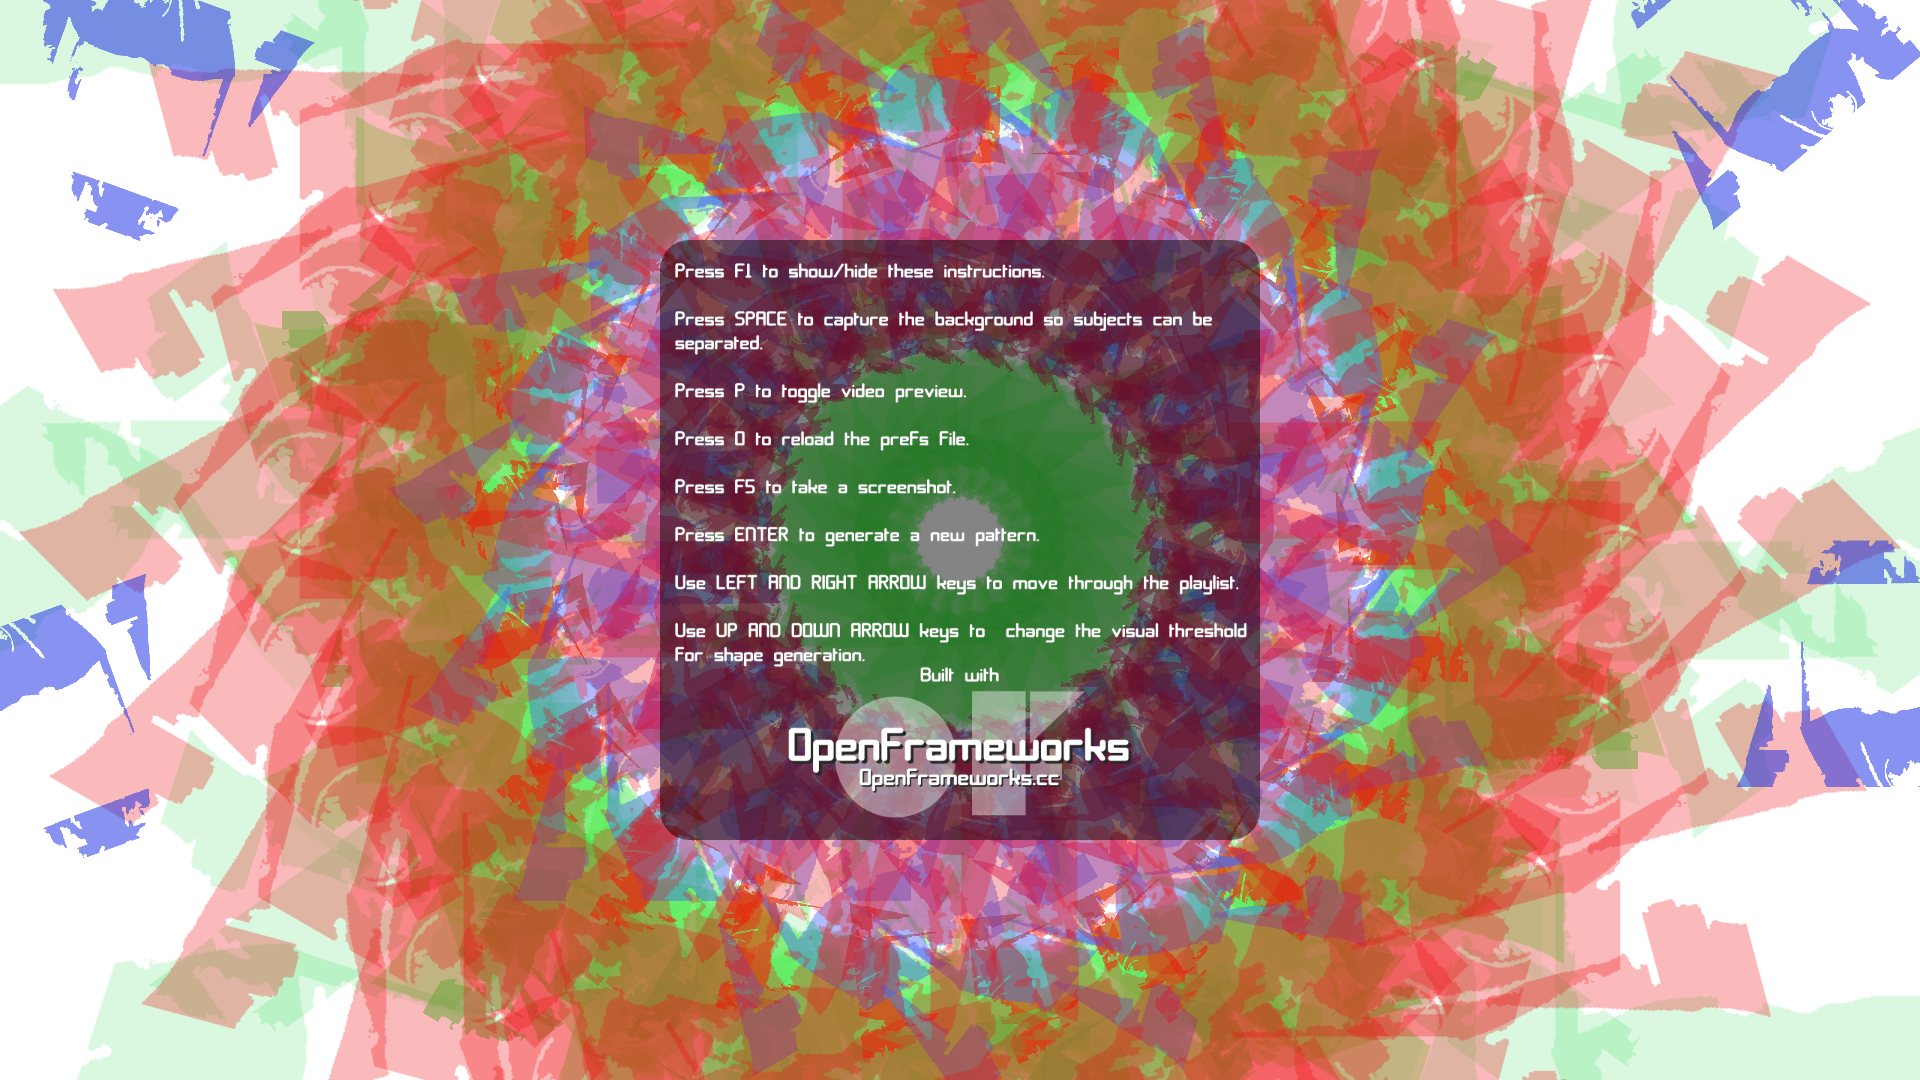 Press F1 to show/hide these instructions.
Press SPACE to capture the background so subjects can be
separated.
Press P to toggle video preview.
Press O to reload the prefs file.
Press F5 to take a screenshot.
Press ENTER to generate a new pattern.
Use LEFT AND RIGHT ARROW keys to move through the playlist.
Use UP AND DOWN ARROW keys to  change the visual threshold
for shape generation.
Built with
OpenFrameworks
OpenFrameworks.cc